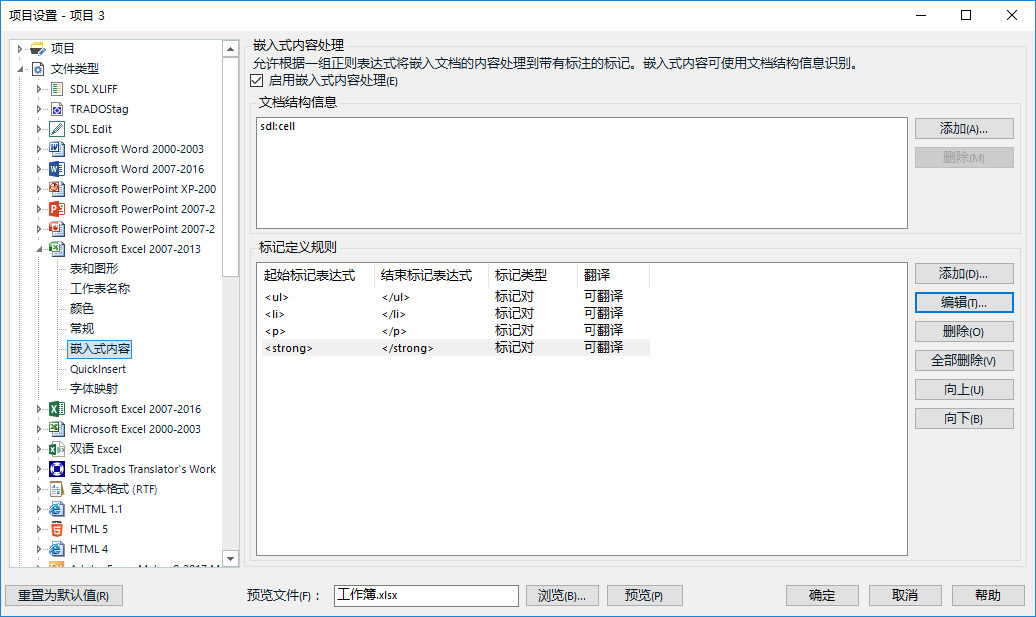 项目设置 - 项目 3
项目
文件类型
SDL XLIFF
TRADOStag
SDL Edit
Microsoft Word 2000-2003
Microsoft Word 2007-2016
Microsoft PowerPoint XP-200
Microsoft PowerPoint 2007-2
Microsoft PowerPoint 2007-2
Microsoft Excel 2007-2013
表和图形
工作表名称
颜色
常规
嵌入式内容
QuickInsert
字体映射
Microsoft Excel 2007-2016
Microsoft Excel 2000-2003
双语 Excel
SDL Trados Translator's Work
富文本格式 (RTF)
XHTML 1.1
HTML 5
HTML 4
嵌入式内容处理
允许根据一组正则表达式将嵌入文档的内容处理到带有标注的标记。嵌入式内容可使用文档结构信息识别。
启用嵌入式内容处理(E)
文档结构信息
sdl:cell
添加(A)...
删除(M)
标记定义规则
起始标记表达式 结束标记表达式 标记类型 翻译
<ul> </ul> 标记对 可翻译
<li> </li> 标记对 可翻译
<p> </p> 标记对 可翻译
<strong> </strong> 标记对 可翻译
添加(D)...
编辑(T)...
删除(O)
全部删除(V)
向上(U)
向下(B)
重置为默认值(R) 预览文件(F)： 工作簿.xlsx 浏览(B)... 预览(P) 确定 取消 帮助